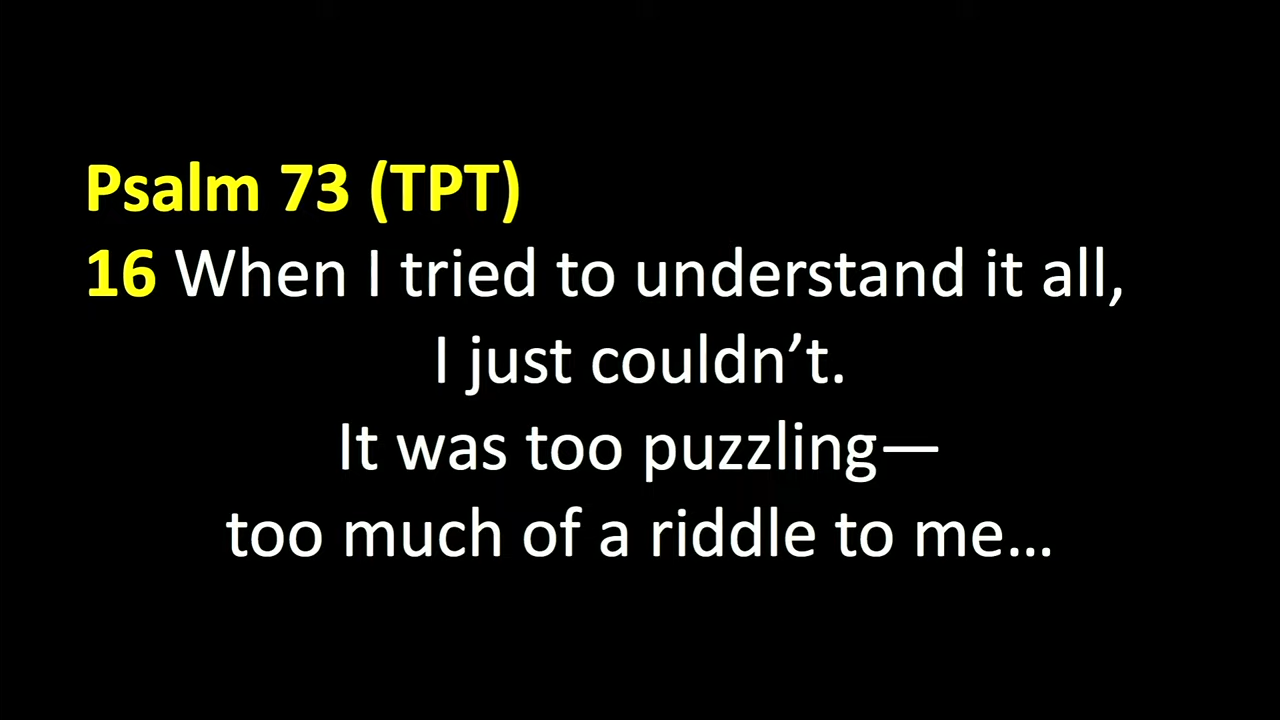 Psalm 73 (TPT)
16 When I tried to understand it all,
I just couldn’t.
It was too puzzling—
too much of a riddle to me…